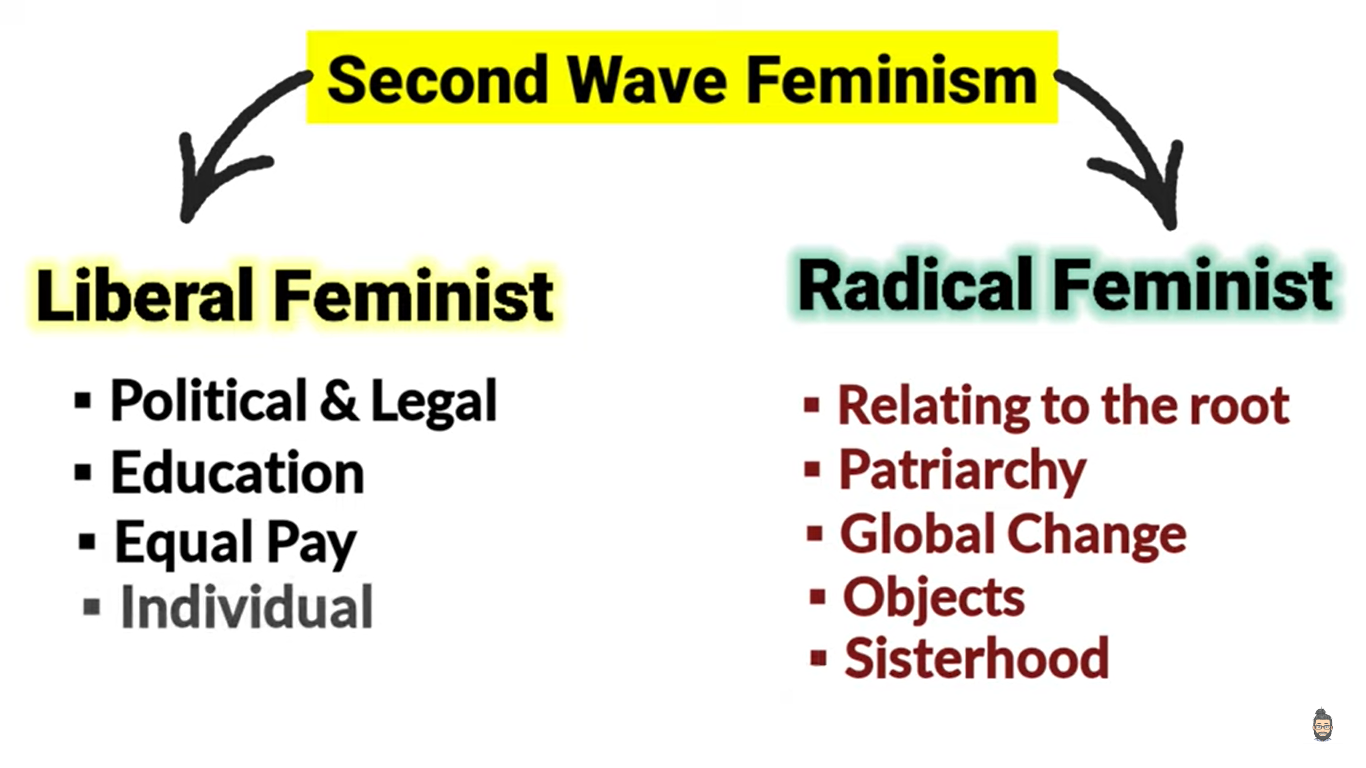 Second Wave Feminism
Liberal Feminist
▪ Political & Legal
▪ Education
▪ Equal Pay
▪ Individual
Radical Feminist
▪ Relating to the root
▪ Patriarchy
▪ Global Change
▪ Objects
▪ Sisterhood